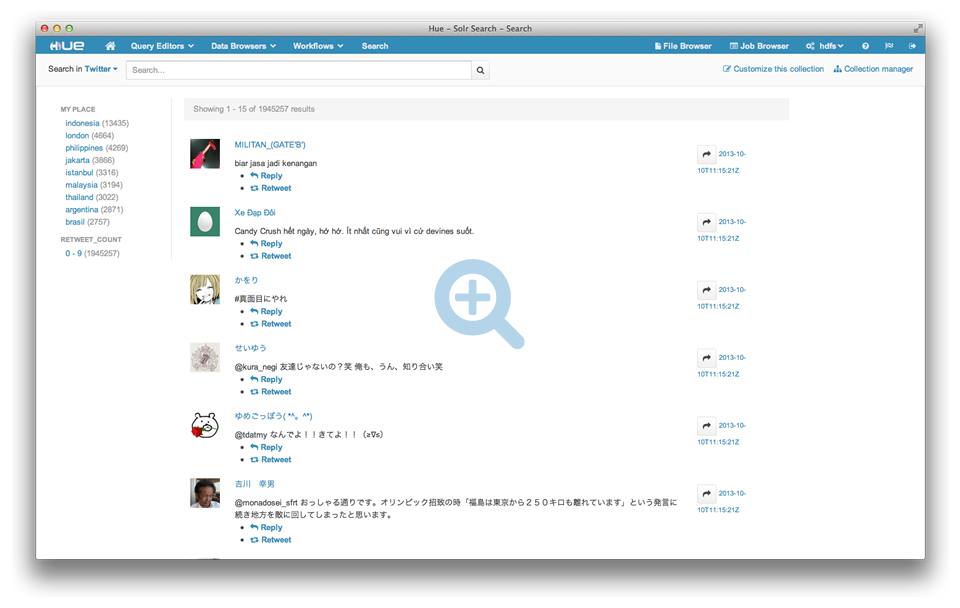 Hue - Solr Search - Search
HUE Query Editors Data Browsers Workflows Search File Browser Job Browser hdfs
Search in Twitter Search... Customize this collection Collection manager
MY PLACE
indonesia (13435)
london (4664)
philippines (4269)
jakarta (3866)
istanbul (3316)
malaysia (3194)
thailand (3022)
argentina (2871)
brasil (2757)
RETWEET_COUNT
0 - 9 (1945257)
Showing 1 - 15 of 1945257 results
MILITAN_(GATE'B')
biar jasa jadi kenangan
Reply
Retweet
2013-10-
10T11:15:21Z
Xe Đạp Đôi
Candy Crush hết ngày, hớ hớ. Ít nhất cũng vui vì cứ devines suốt.
Reply
Retweet
2013-10-
10T11:15:21Z
かをり
#真面目にやれ
Reply
Retweet
2013-10-
10T11:15:21Z
せいゆう
@kura_negi 友達じゃないの？笑 俺も、うん、知り合い笑
Reply
Retweet
2013-10-
10T11:15:21Z
ゆめごっぽう( *^。^*)
@tdatmy なんでよ！！きてよ！！（a∇s）
Reply
Retweet
2013-10-
10T11:15:21Z
吉川　幸男
@monadosei_sfrt おっしゃる通りです。オリンピック招致の時「福島は東京から２５０キロも離れています」という発言に
続き地方を敵に回してしまったと思います。
Reply
Retweet
2013-10-
10T11:15:21Z